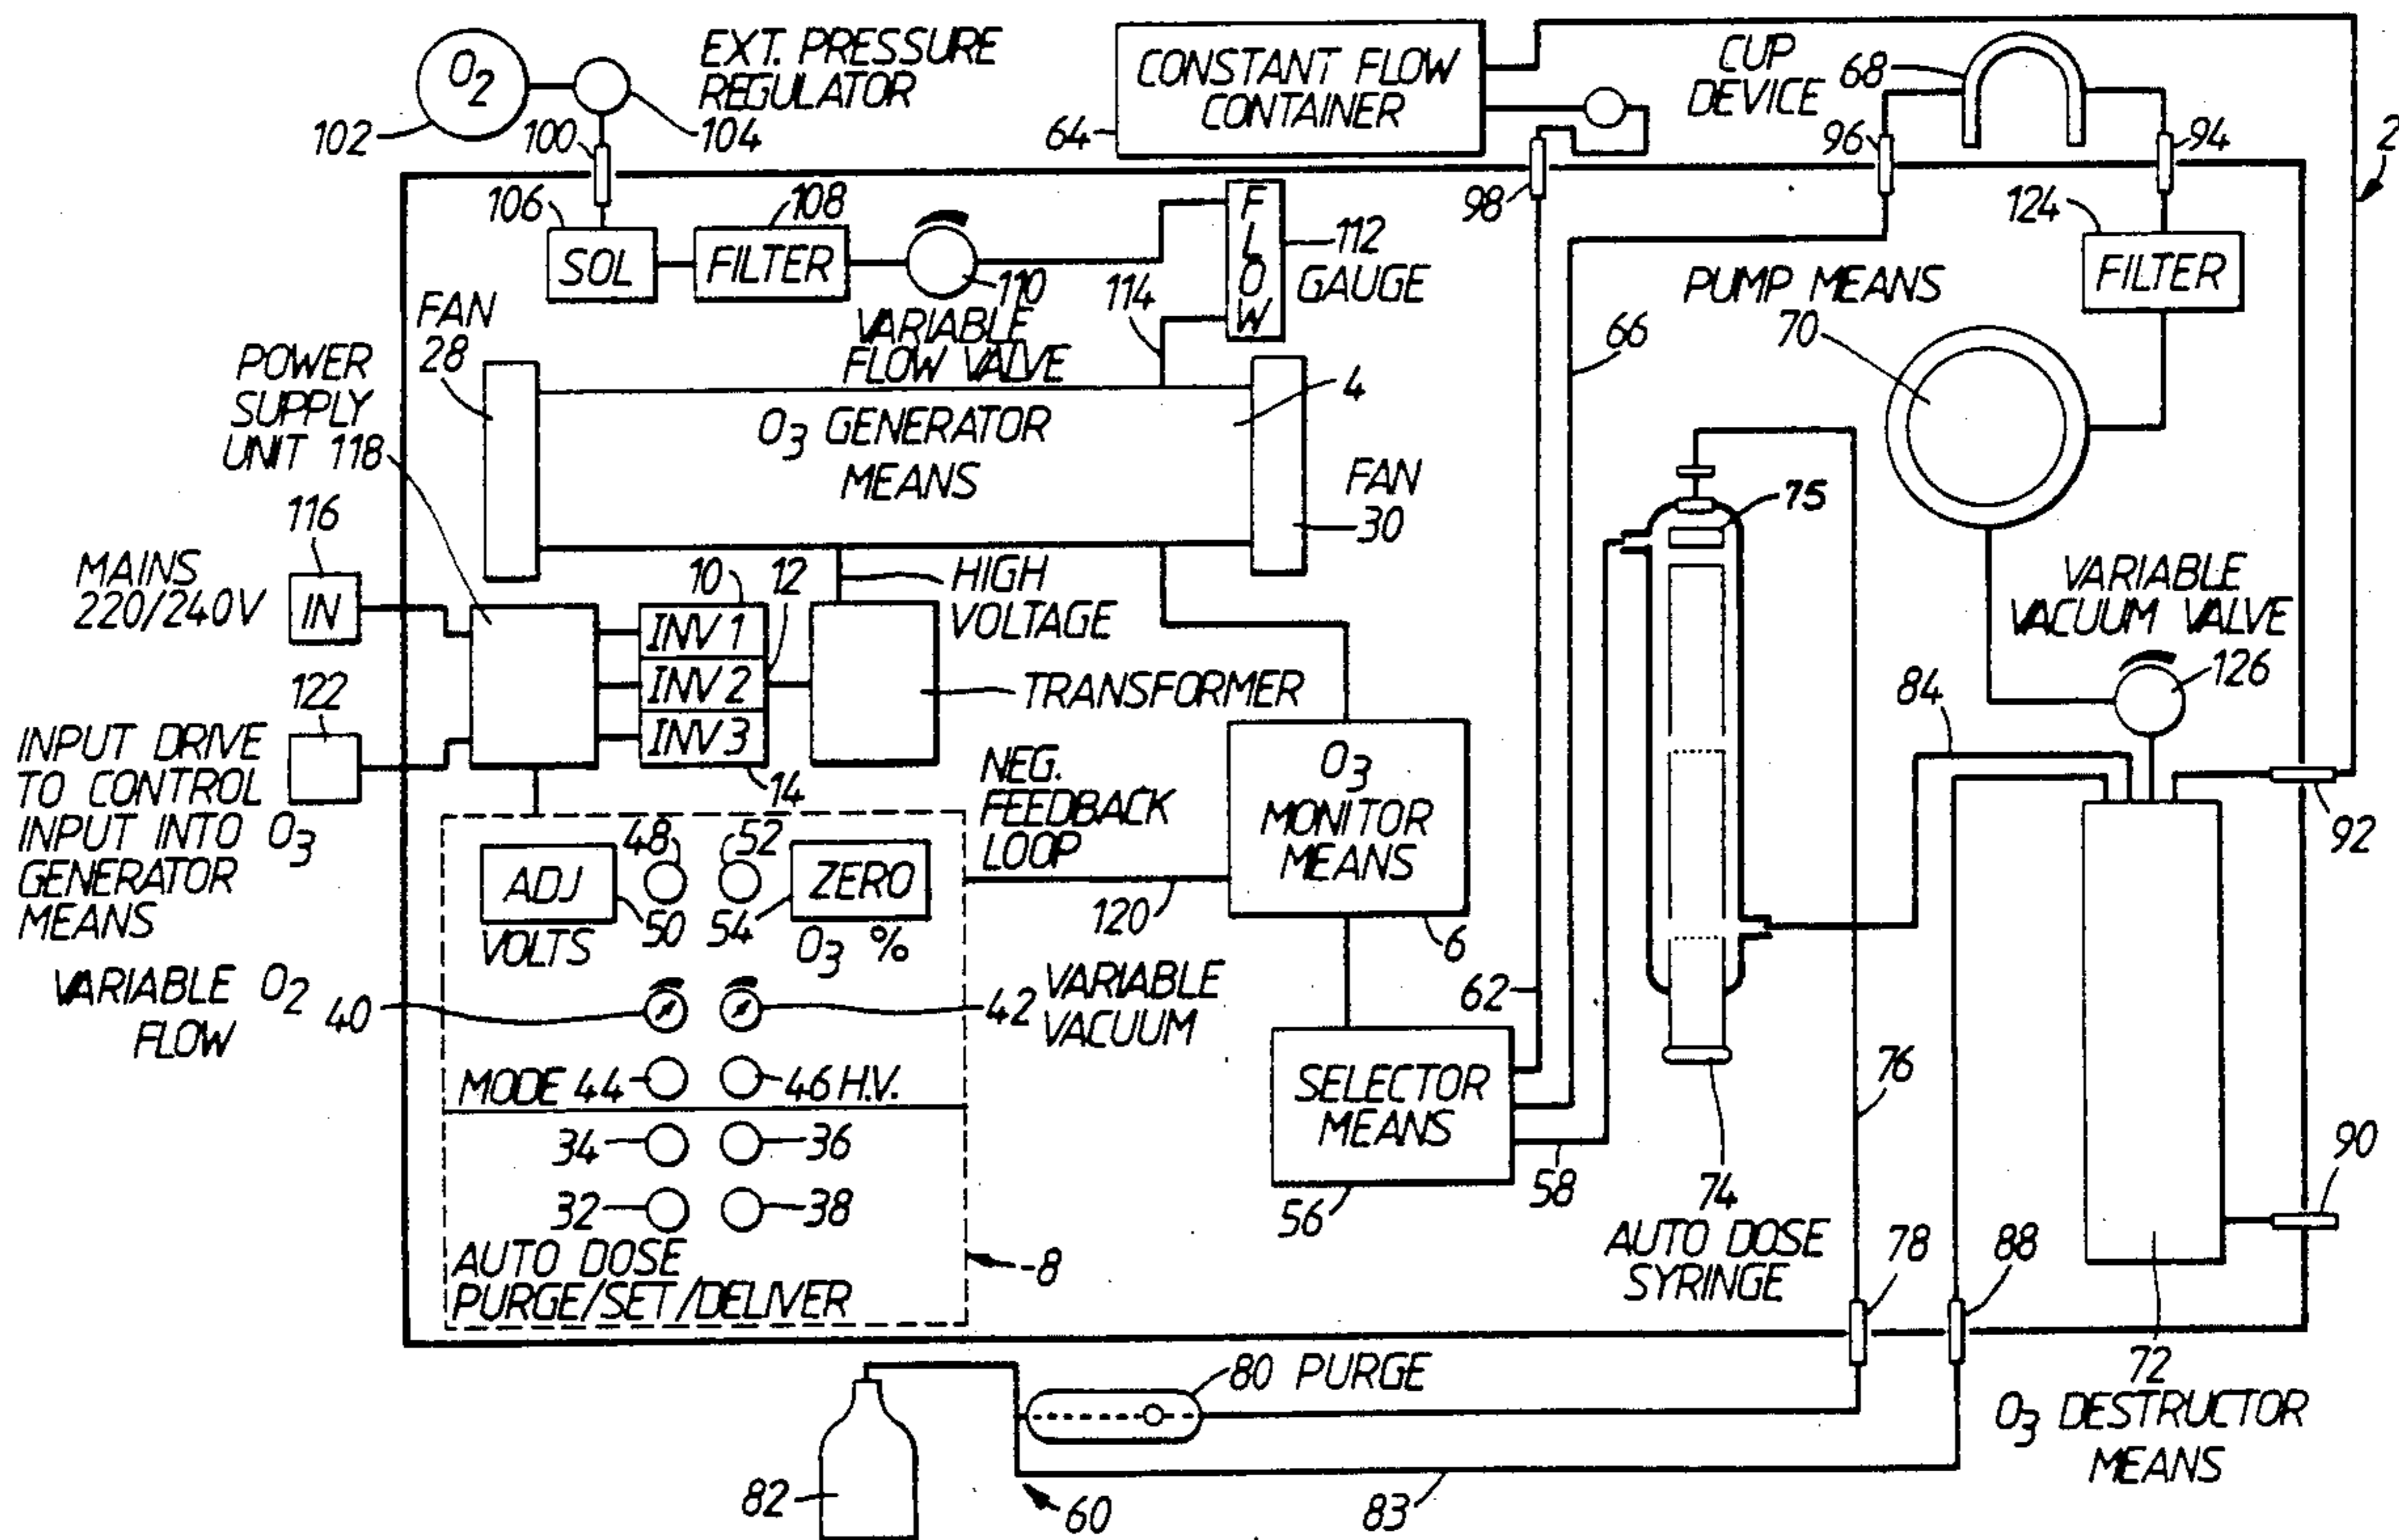 O2
102
EXT. PRESSURE
REGULATOR
100
104
CONSTANT FLOW
CONTAINER
64
CUP
DEVICE
68
96
94
2
98
106
SOL
108
FILTER
110
VARIABLE
FLOW VALVE
FLOW
112
GAUGE
114
124
FILTER
PUMP MEANS
70
66
FAN
28
POWER
SUPPLY
UNIT 118
O3 GENERATOR
MEANS
4
FAN
30
75
116
MAINS
220/240V
IN
10
12
INV 1
INV 2
INV 3
14
HIGH
VOLTAGE
TRANSFORMER
VARIABLE
VACUUM VALVE
126
84
122
INPUT DRIVE
TO CONTROL
INPUT INTO O3
GENERATOR
MEANS
NEG.
FEEDBACK
LOOP
120
O3
MONITOR
MEANS
6
92
48
52
ADJ
ZERO
50
54
VOLTS
O3 %
VARIABLE O2
FLOW
40
42
VARIABLE
VACUUM
62
MODE 44
46 H.V.
34
36
32
38
AUTO DOSE
PURGE/SET/DELIVER
8
SELECTOR
MEANS
56
58
76
74
AUTO DOSE
SYRINGE
78
88
90
72
O3 DESTRUCTOR
MEANS
80 PURGE
82
60
83